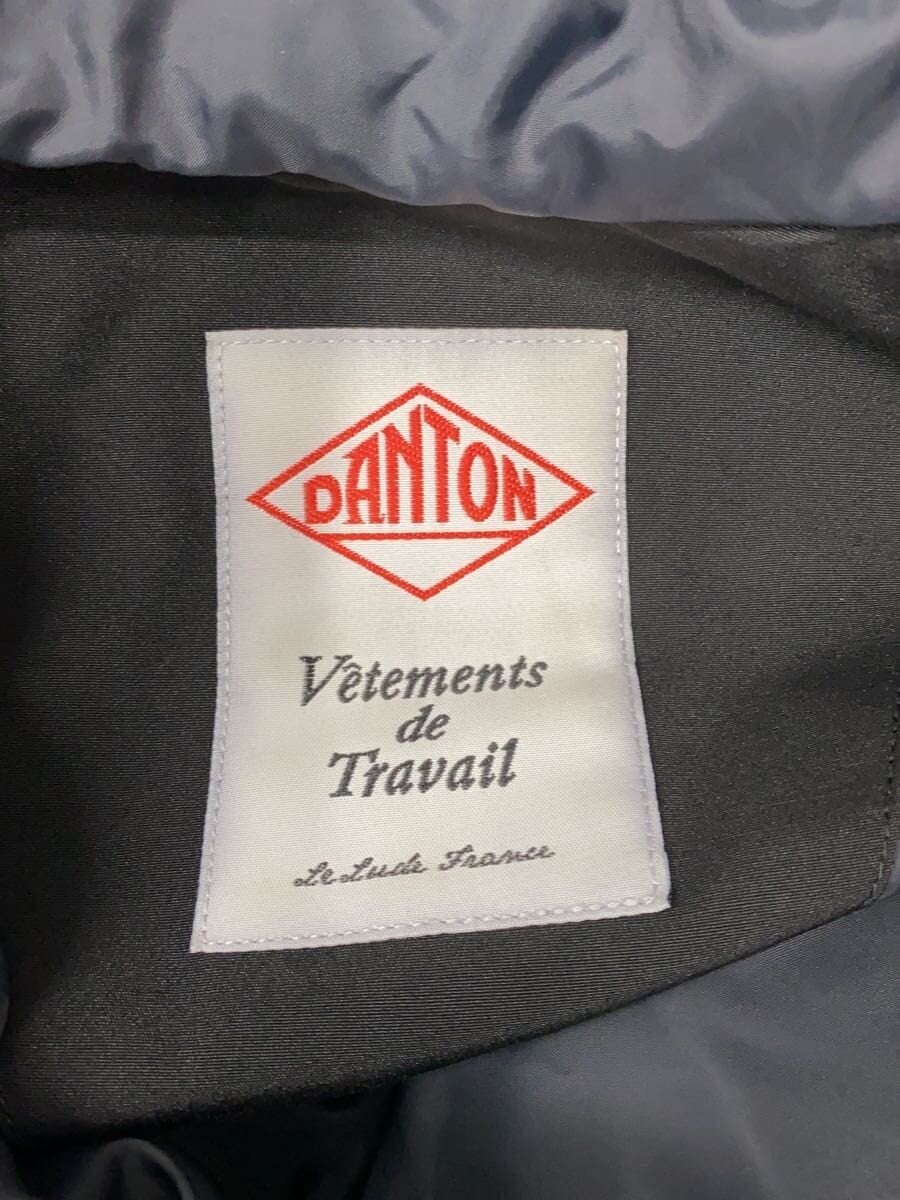 DANTON
Vêtements
de
Travail
Le Lude France